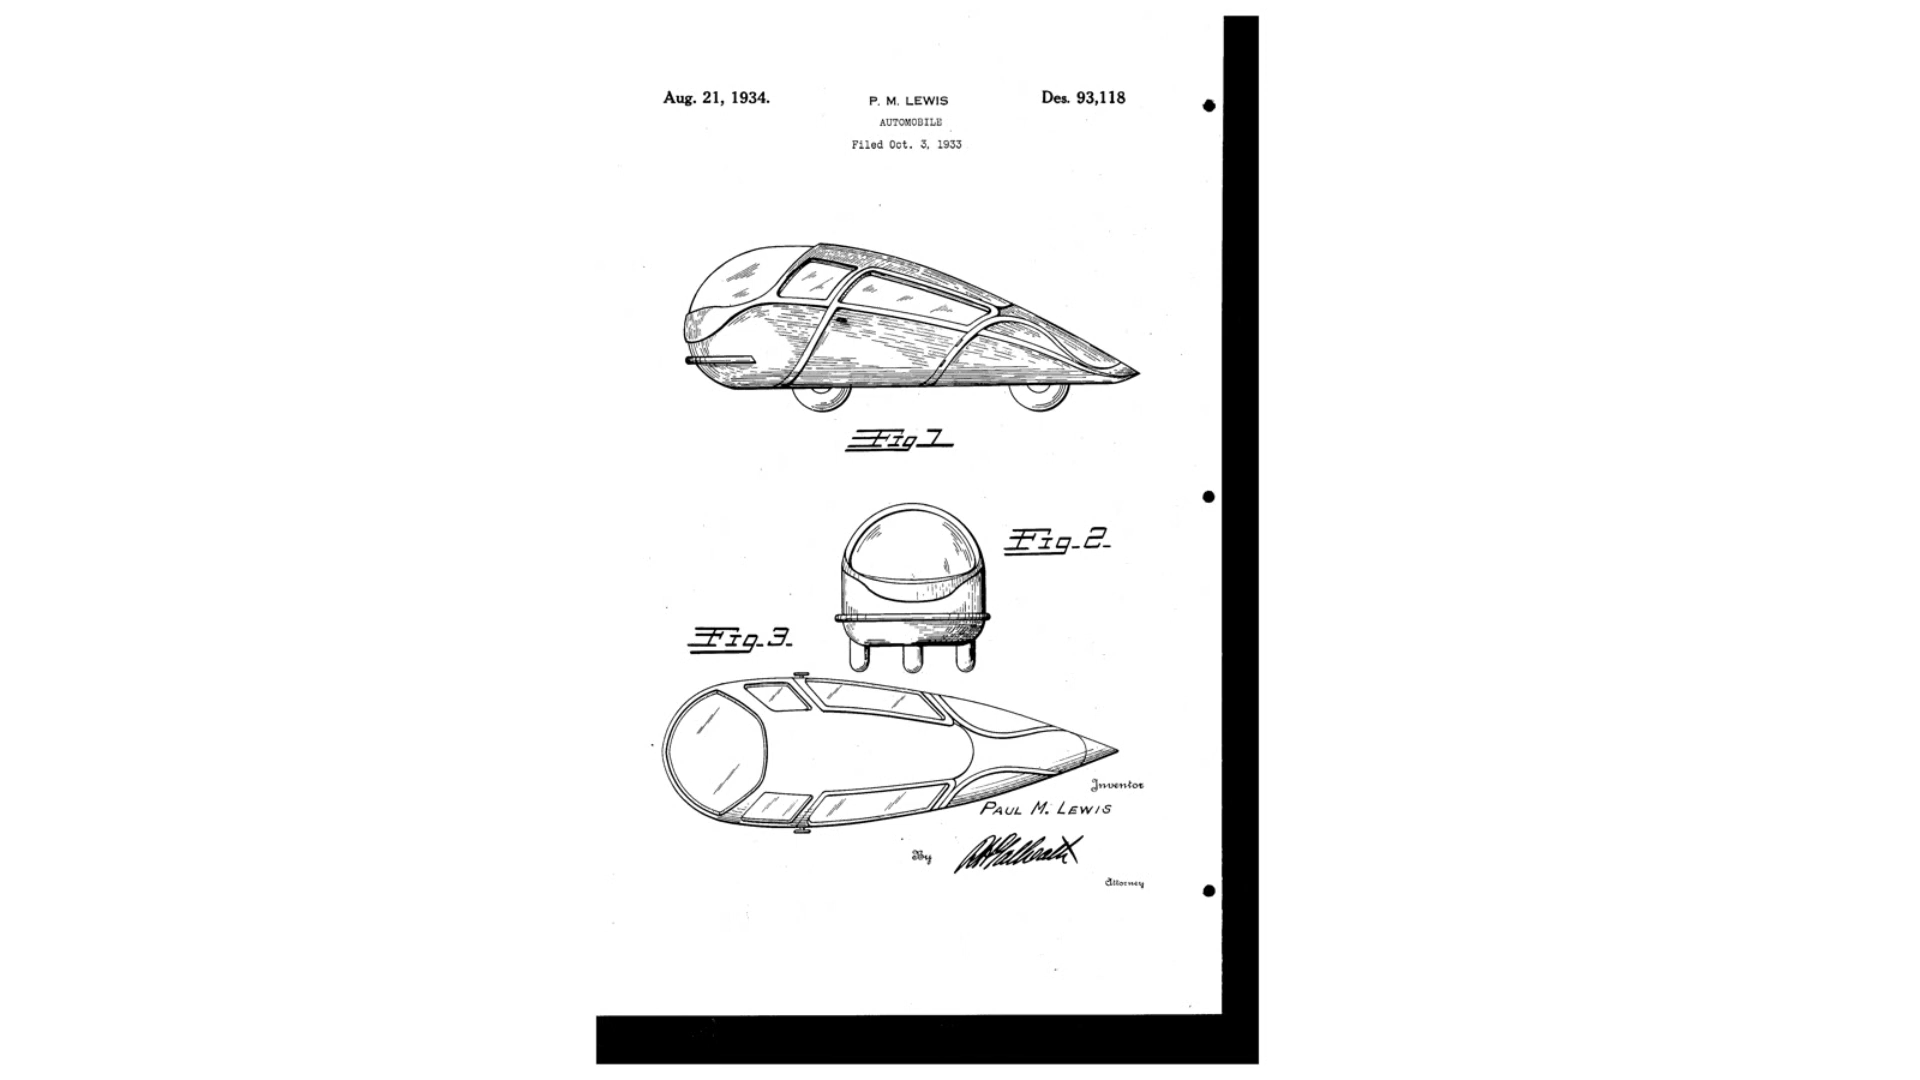 Aug. 21, 1934.
P. M. LEWIS
Des. 93,118
AUTOMOBILE
Filed Oct. 3, 1933
Fig 1
Fig. 2.
Fig. 3.
Inventor
PAUL M. LEWIS
By
Attorney